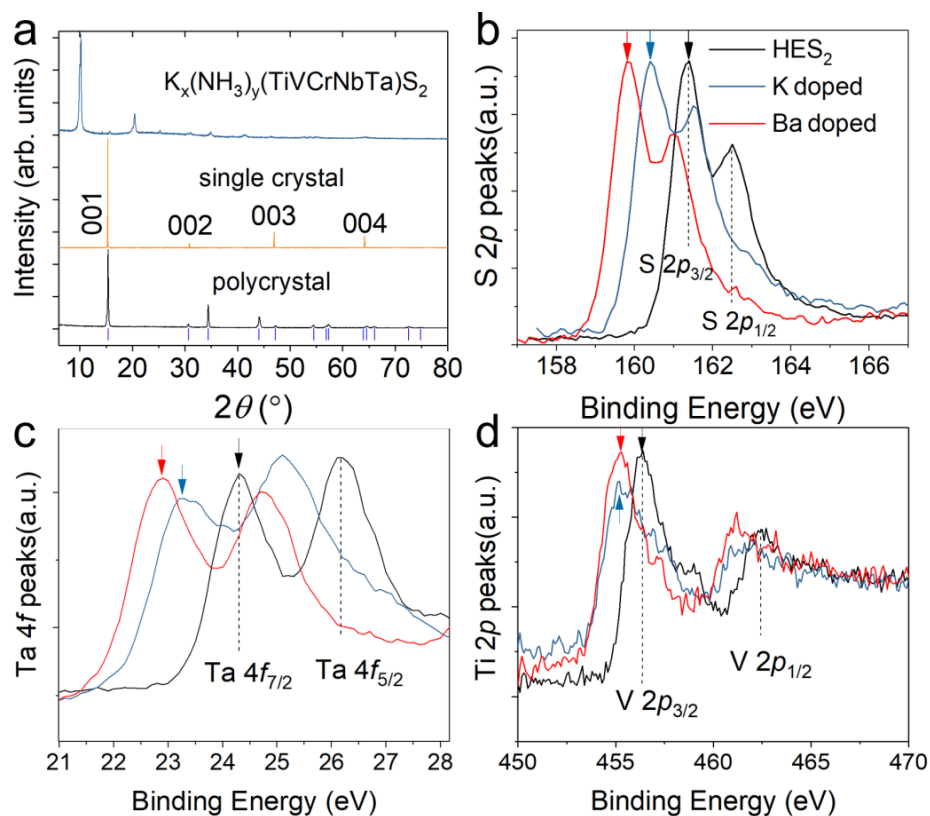 a
Intensity (arb. units)
Kₓ(NH₃)ᵧ(TiVCrNbTa)S₂
single crystal
001
002
003
004
polycrystal
10 20 30 40 50 60 70 80
2θ (°)
b
S 2p peaks(a.u.)
HES₂
K doped
Ba doped
S 2p₃/₂
S 2p₁/₂
158 160 162 164 166
Binding Energy (eV)
c
Ta 4f peaks(a.u.)
Ta 4f₇/₂
Ta 4f₅/₂
21 22 23 24 25 26 27 28
Binding Energy (eV)
d
Ti 2p peaks(a.u.)
V 2p₃/₂
V 2p₁/₂
450 455 460 465 470
Binding Energy (eV)